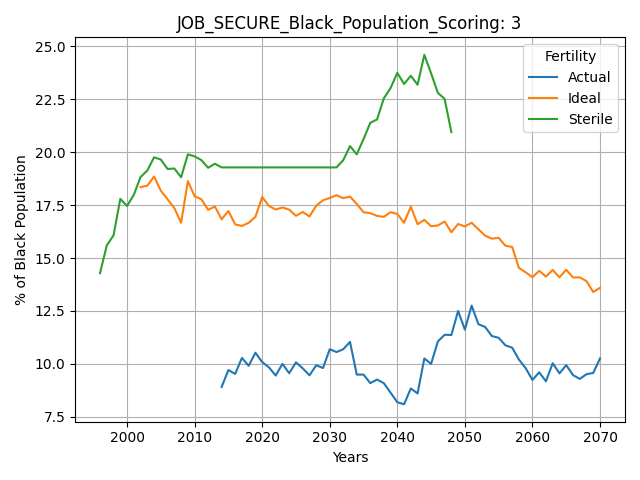 JOB_SECURE_Black_Population_Scoring: 3
25.0
22.5
20.0
17.5
15.0
12.5
10.0
7.5
% of Black Population
Fertility
Actual
Ideal
Sterile
2000 2010 2020 2030 2040 2050 2060 2070
Years